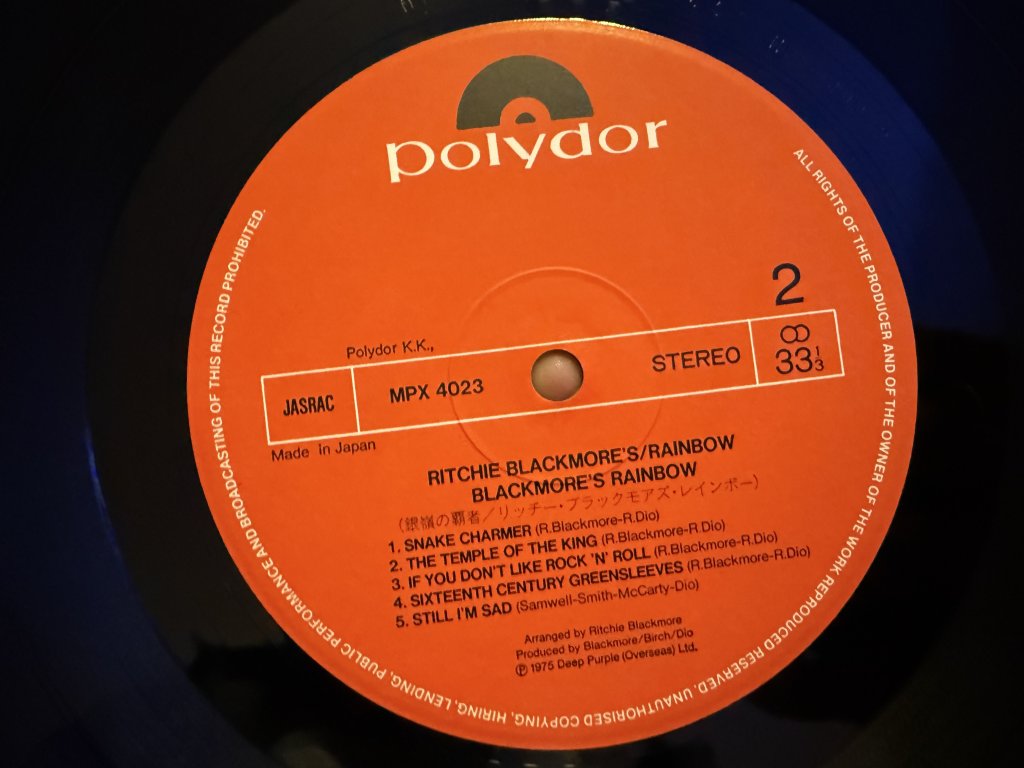 polydor
2
Polydor K.K.,
JASRAC
MPX 4023
STEREO
33 1/3
Made in Japan
RITCHIE BLACKMORE'S/RAINBOW
BLACKMORE'S RAINBOW
(銀嶺の覇者/リッチー・ブラックモアズ・レインボー)
1. SNAKE CHARMER (R.Blackmore-R.Dio)
2. THE TEMPLE OF THE KING (R.Blackmore-R.Dio)
3. IF YOU DON'T LIKE ROCK 'N' ROLL (R.Blackmore-R.Dio)
4. SIXTEENTH CENTURY GREENSLEEVES (R.Blackmore-R.Dio)
5. STILL I'M SAD (Samwell-Smith-McCarty-Dio)
Arranged by Ritchie Blackmore
Produced by Blackmore/Birch/Dio
Ⓟ 1975 Deep Purple (Overseas) Ltd.
ALL RIGHTS OF THE PRODUCER AND OF THE OWNER OF THE WORK REPRODUCED RESERVED. UNAUTHORISED COPYING, HIRING, LENDING, PUBLIC PERFORMANCE AND BROADCASTING OF THIS RECORD PROHIBITED.